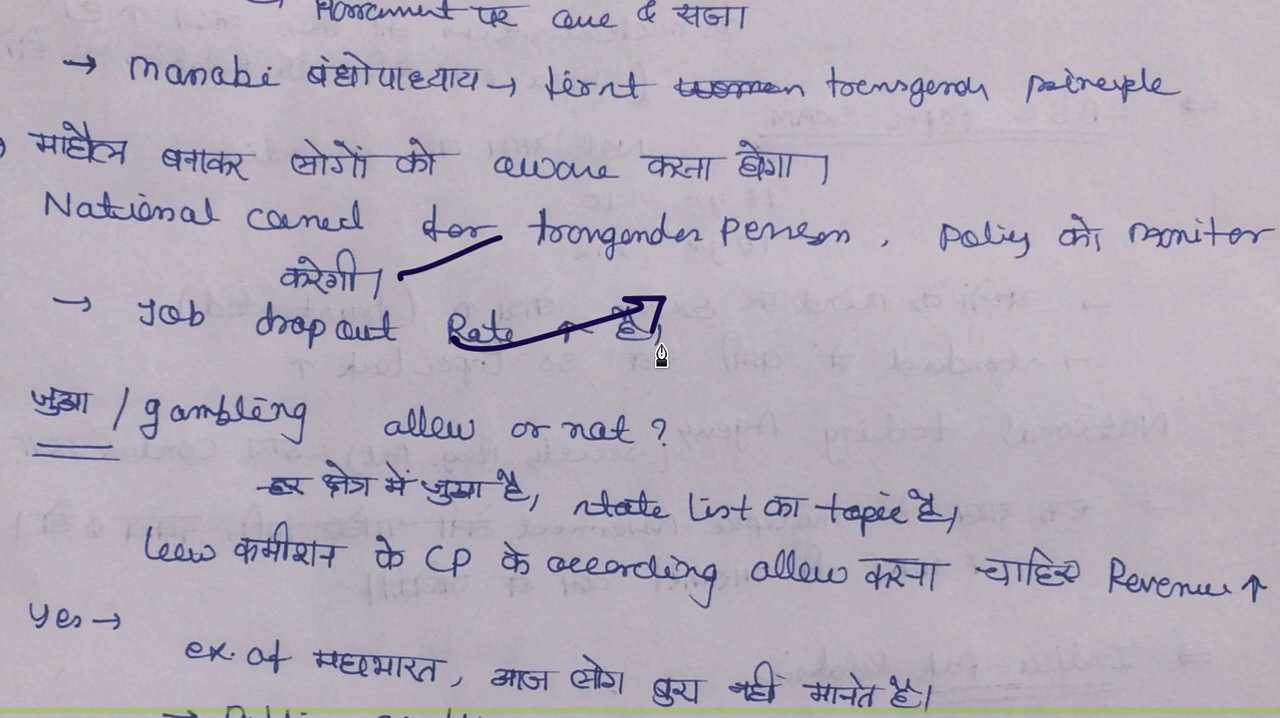 Harrasment पर case & सजा
→ Manabi बंधोपाध्याय → first women transgender principle
माहौल बनाकर लोगों को aware करना होगा।
National council for transgender person, policy को monitor
करेगी।
→ Job drop out Rate ↑ है,
जुआ / gambling allow or not ?
हर क्षेत्र में जुआ है, state list का topic है,
law कमीशन के CP के according allow करना चाहिए Revenue ↑
yes →
ex. of महाभारत, आज लोग बुरा नहीं मानते है।